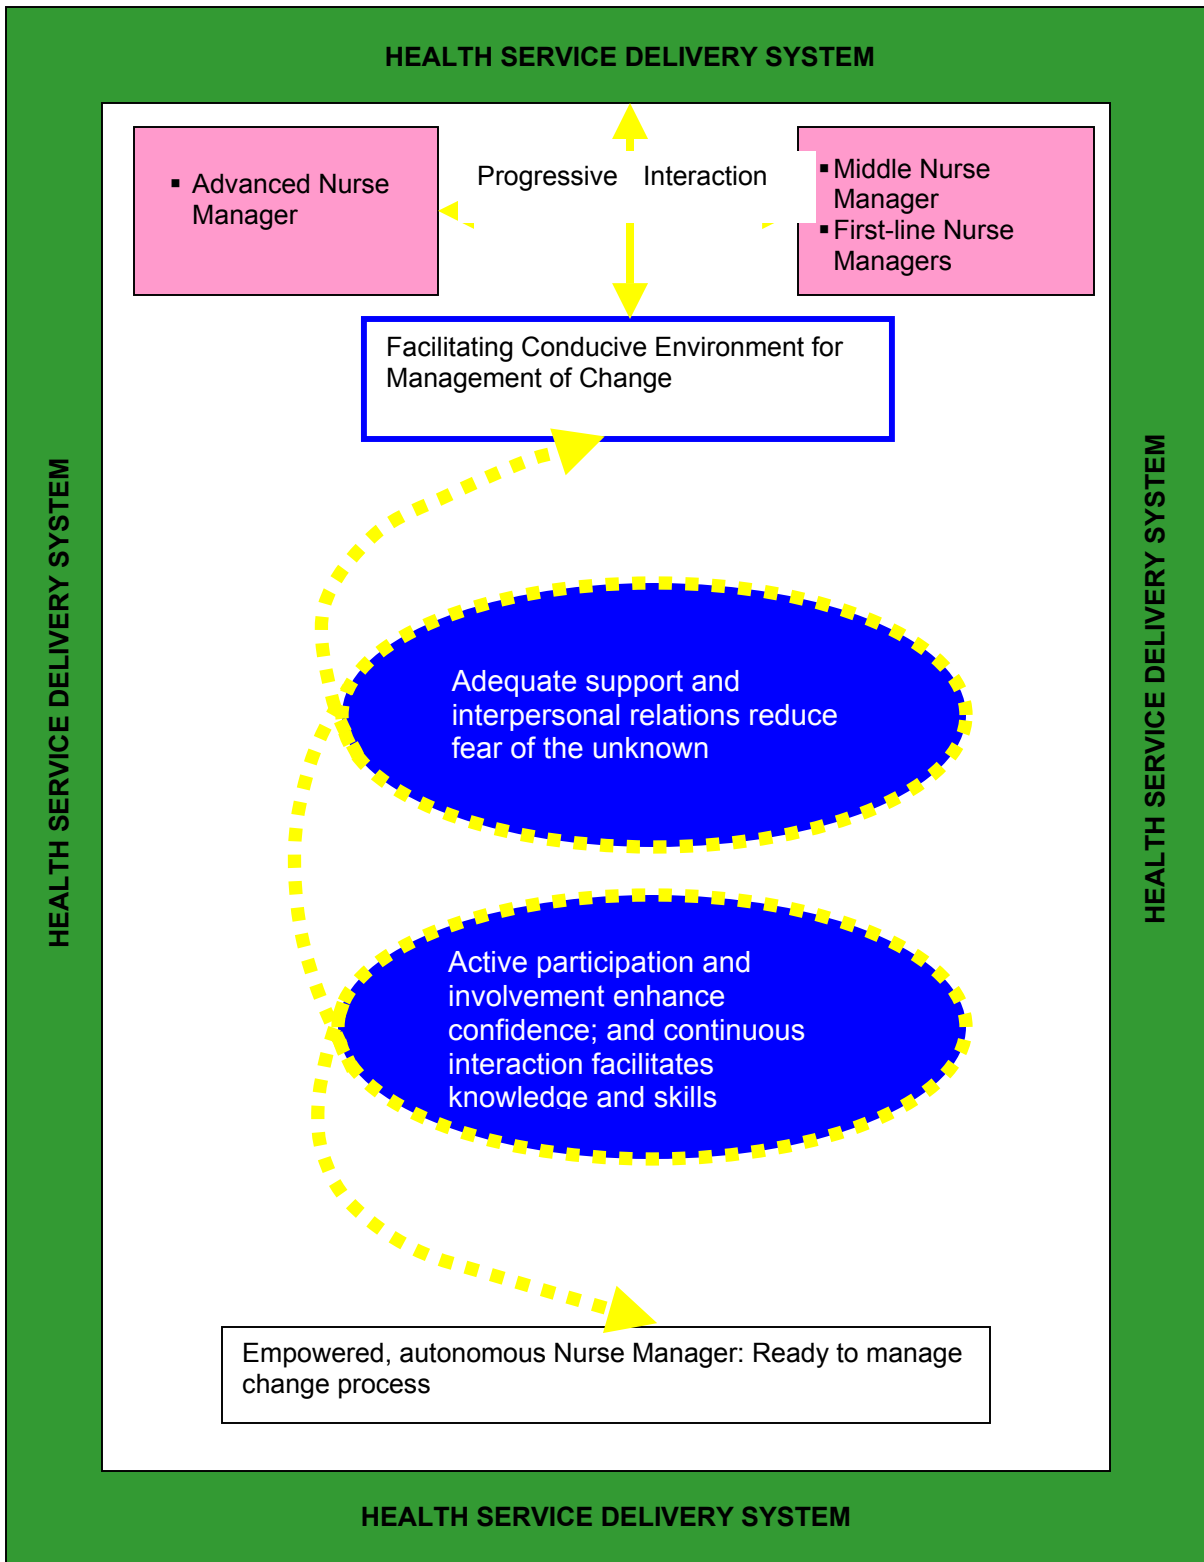 HEALTH SERVICE DELIVERY SYSTEM
▪ Advanced Nurse
Manager
Progressive Interaction
▪ Middle Nurse
Manager
▪ First-line Nurse
Managers
Facilitating Conducive Environment for
Management of Change
HEALTH SERVICE DELIVERY SYSTEM
HEALTH SERVICE DELIVERY SYSTEM
Adequate support and
interpersonal relations reduce
fear of the unknown
Active participation and
involvement enhance
confidence; and continuous
interaction facilitates
knowledge and skills
Empowered, autonomous Nurse Manager: Ready to manage
change process
HEALTH SERVICE DELIVERY SYSTEM